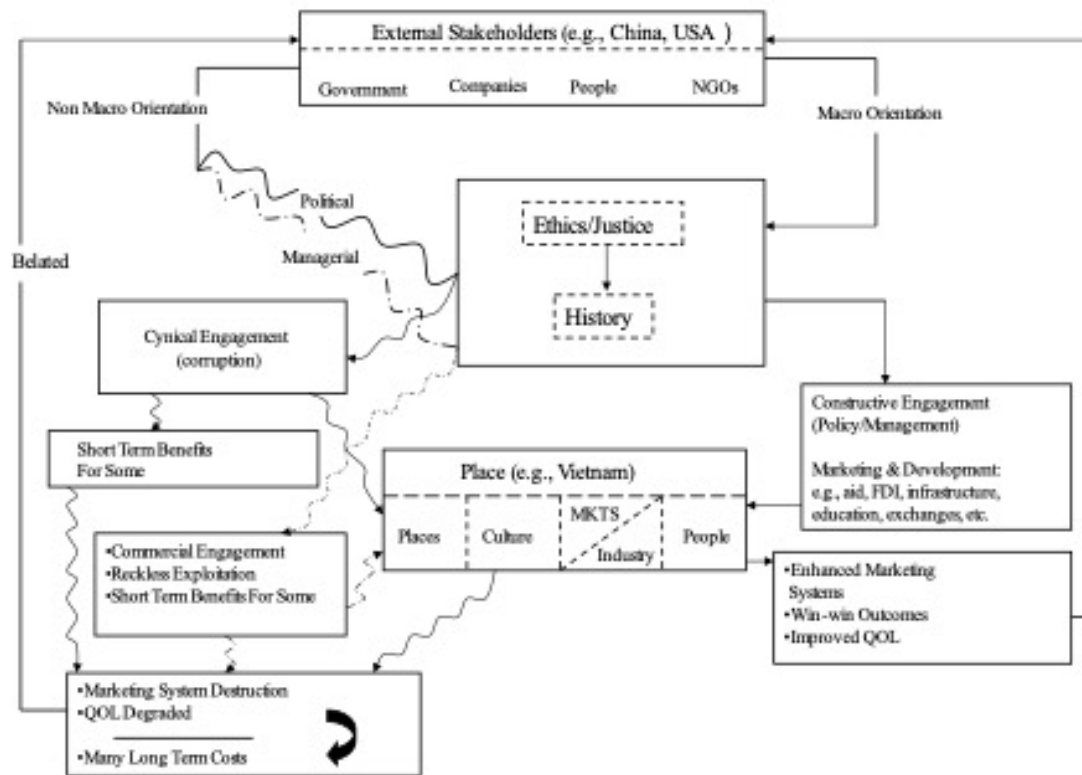 External Stakeholders (e.g., China, USA )
Government
Companies
People
NGOs
Non Macro Orientation
Macro Orientation
Political
Ethics/Justice
Managerial
Belated
History
Cynical Engagement
(corruption)
Constructive Engagement
(Policy/Management)
Marketing & Development:
e.g., aid, FDI, infrastructure,
education, exchanges, etc.
Short Term Benefits
For Some
Place (e.g., Vietnam)
Places
Culture
MKTS
Industry
People
•Commercial Engagement
•Reckless Exploitation
•Short Term Benefits For Some
•Enhanced Marketing
Systems
•Win-win Outcomes
•Improved QOL
•Marketing System Destruction
•QOL Degraded
•Many Long Term Costs